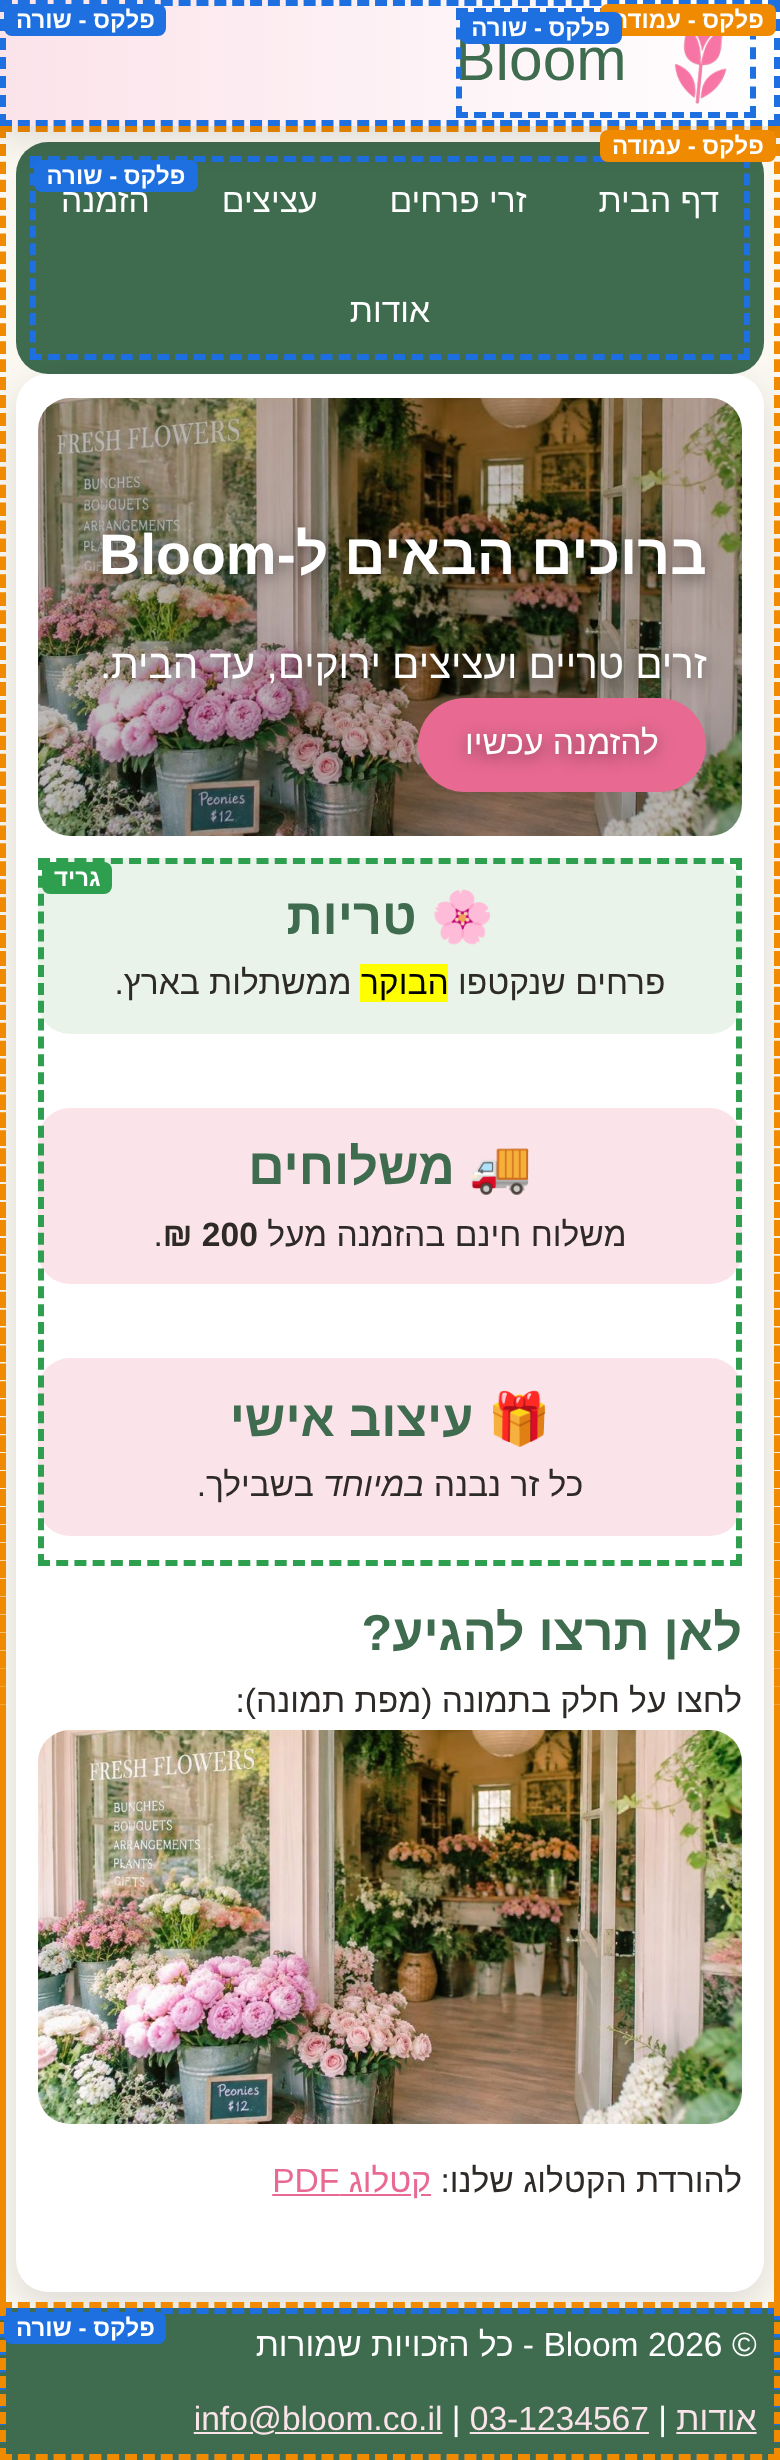 פלקס - שורה
פלקס - שורה
פלקס - עמודה
Bloom
פלקס - עמודה
פלקס - שורה
דף הבית
זרי פרחים
עציצים
הזמנה
אודות
FRESH FLOWERS
BUNCHES
BOUQUETS
ARRANGEMENTS
ברוכים הבאים ל-Bloom
זרים טריים ועציצים ירוקים, עד הבית.
להזמנה עכשיו
Peonies
$12
גריד
🌸 טריות
פרחים שנקטפו הבוקר ממשתלות בארץ.
🚚 משלוחים
משלוח חינם בהזמנה מעל 200 ₪.
🎁 עיצוב אישי
כל זר נבנה במיוחד בשבילך.
לאן תרצו להגיע?
לחצו על חלק בתמונה (מפת תמונה):
FRESH FLOWERS
BUNCHES
BOUQUETS
ARRANGEMENTS
PLANTS
GIFTS
Peonies
$12
להורדת הקטלוג שלנו: קטלוג PDF
פלקס - שורה
© 2026 Bloom - כל הזכויות שמורות
אודות | 03-1234567 | info@bloom.co.il